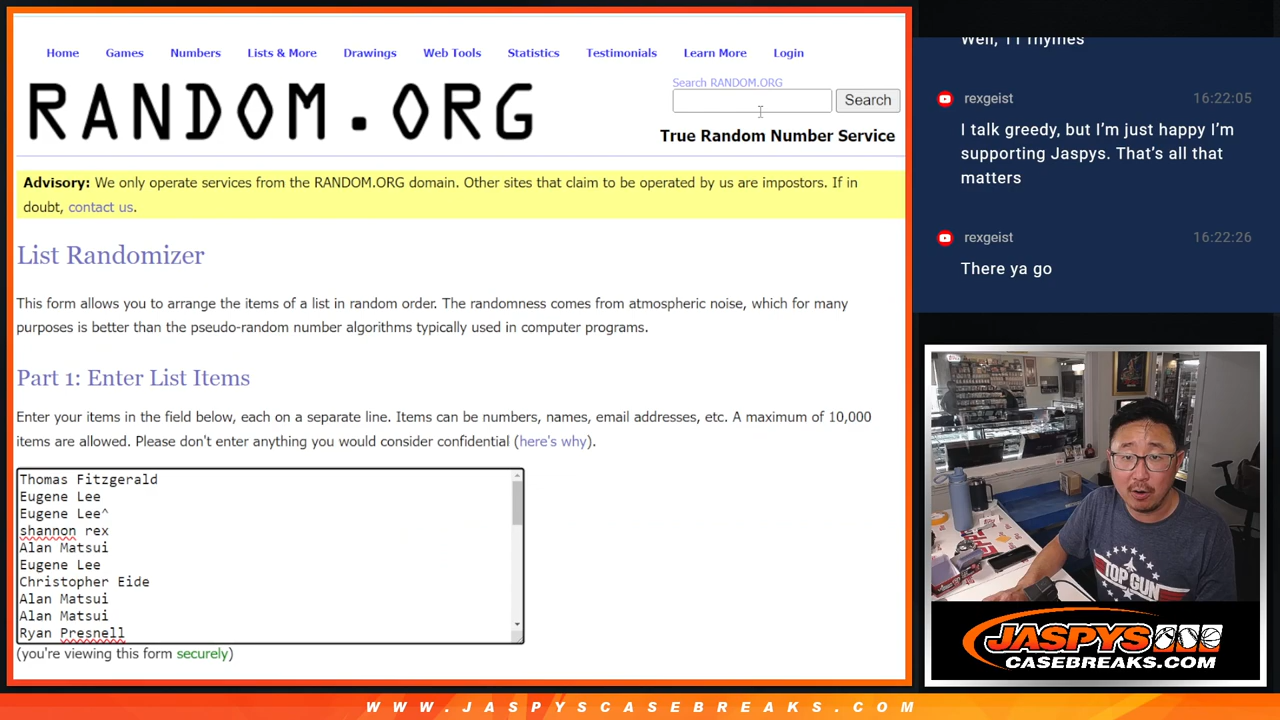 Home Games Numbers Lists & More Drawings Web Tools Statistics Testimonials Learn More Login
RANDOM.ORG
Search RANDOM.ORG
Search
True Random Number Service
Advisory: We only operate services from the RANDOM.ORG domain. Other sites that claim to be operated by us are impostors. If in
doubt, contact us.
List Randomizer
This form allows you to arrange the items of a list in random order. The randomness comes from atmospheric noise, which for many
purposes is better than the pseudo-random number algorithms typically used in computer programs.
Part 1: Enter List Items
Enter your items in the field below, each on a separate line. Items can be numbers, names, email addresses, etc. A maximum of 10,000
items are allowed. Please don't enter anything you would consider confidential (here's why).
Thomas Fitzgerald
Eugene Lee
Eugene Lee^
shannon rex
Alan Matsui
Eugene Lee
Christopher Eide
Alan Matsui
Alan Matsui
Ryan Presnell
(you're viewing this form securely)
Well, 11 rhymes
rexgeist 16:22:05
I talk greedy, but I'm just happy I'm
supporting Jaspys. That's all that
matters
rexgeist 16:22:26
There ya go
TOP GUN
JASPYS
CASEBREAKS.COM
WWW.JASPYSCASEBREAKS.COM